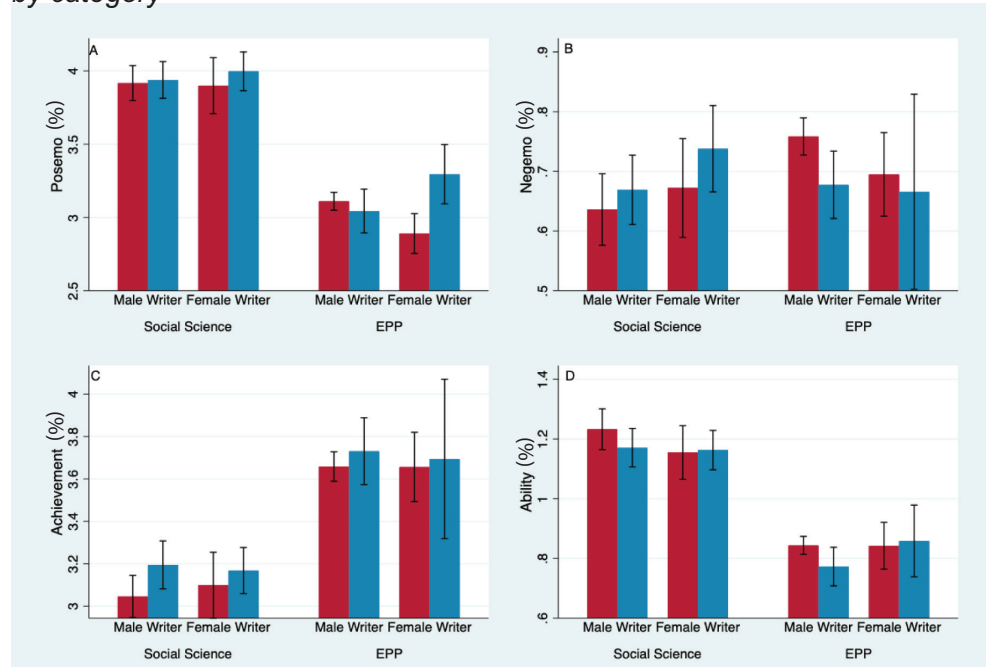 by category
A
Posemo (%)
4
3.5
3
2.5
Male Writer Female Writer Male Writer Female Writer
Social Science EPP
B
Negemo (%)
.9
.8
.7
.6
.5
Male Writer Female Writer Male Writer Female Writer
Social Science EPP
C
Achievement (%)
4
3.8
3.6
3.4
3.2
3
Male Writer Female Writer Male Writer Female Writer
Social Science EPP
D
Ability (%)
1.4
1.2
1
.8
.6
Male Writer Female Writer Male Writer Female Writer
Social Science EPP